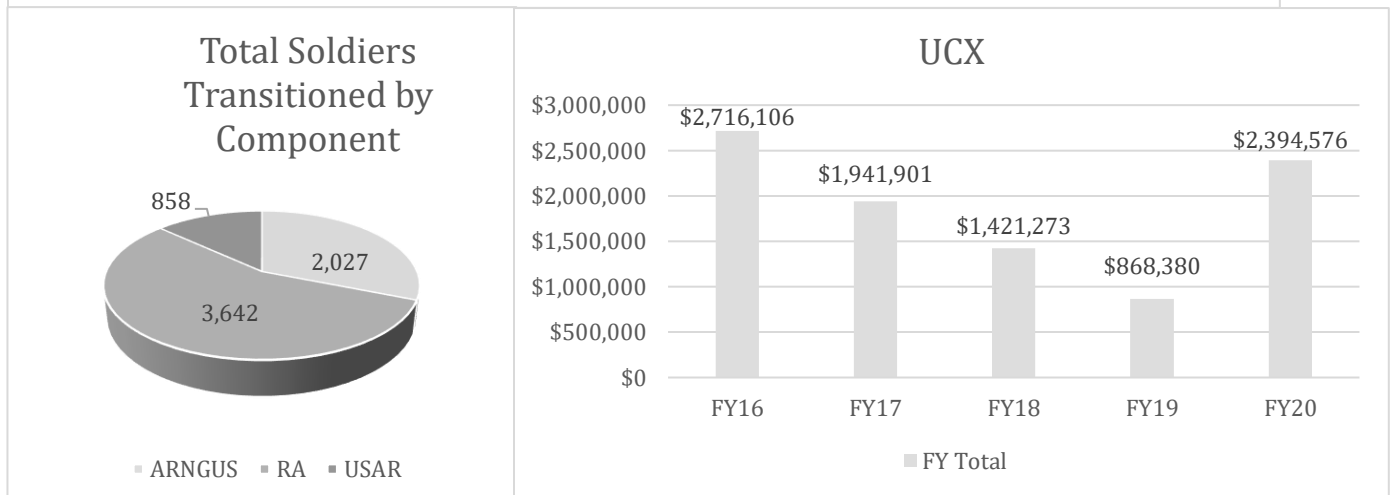 Total Soldiers
Transitioned by
Component
858
2,027
3,642
ARNGUS RA USAR
UCX
$3,000,000
$2,500,000
$2,000,000
$1,500,000
$1,000,000
$500,000
$0
$2,716,106
$1,941,901
$1,421,273
$868,380
$2,394,576
FY16 FY17 FY18 FY19 FY20
FY Total